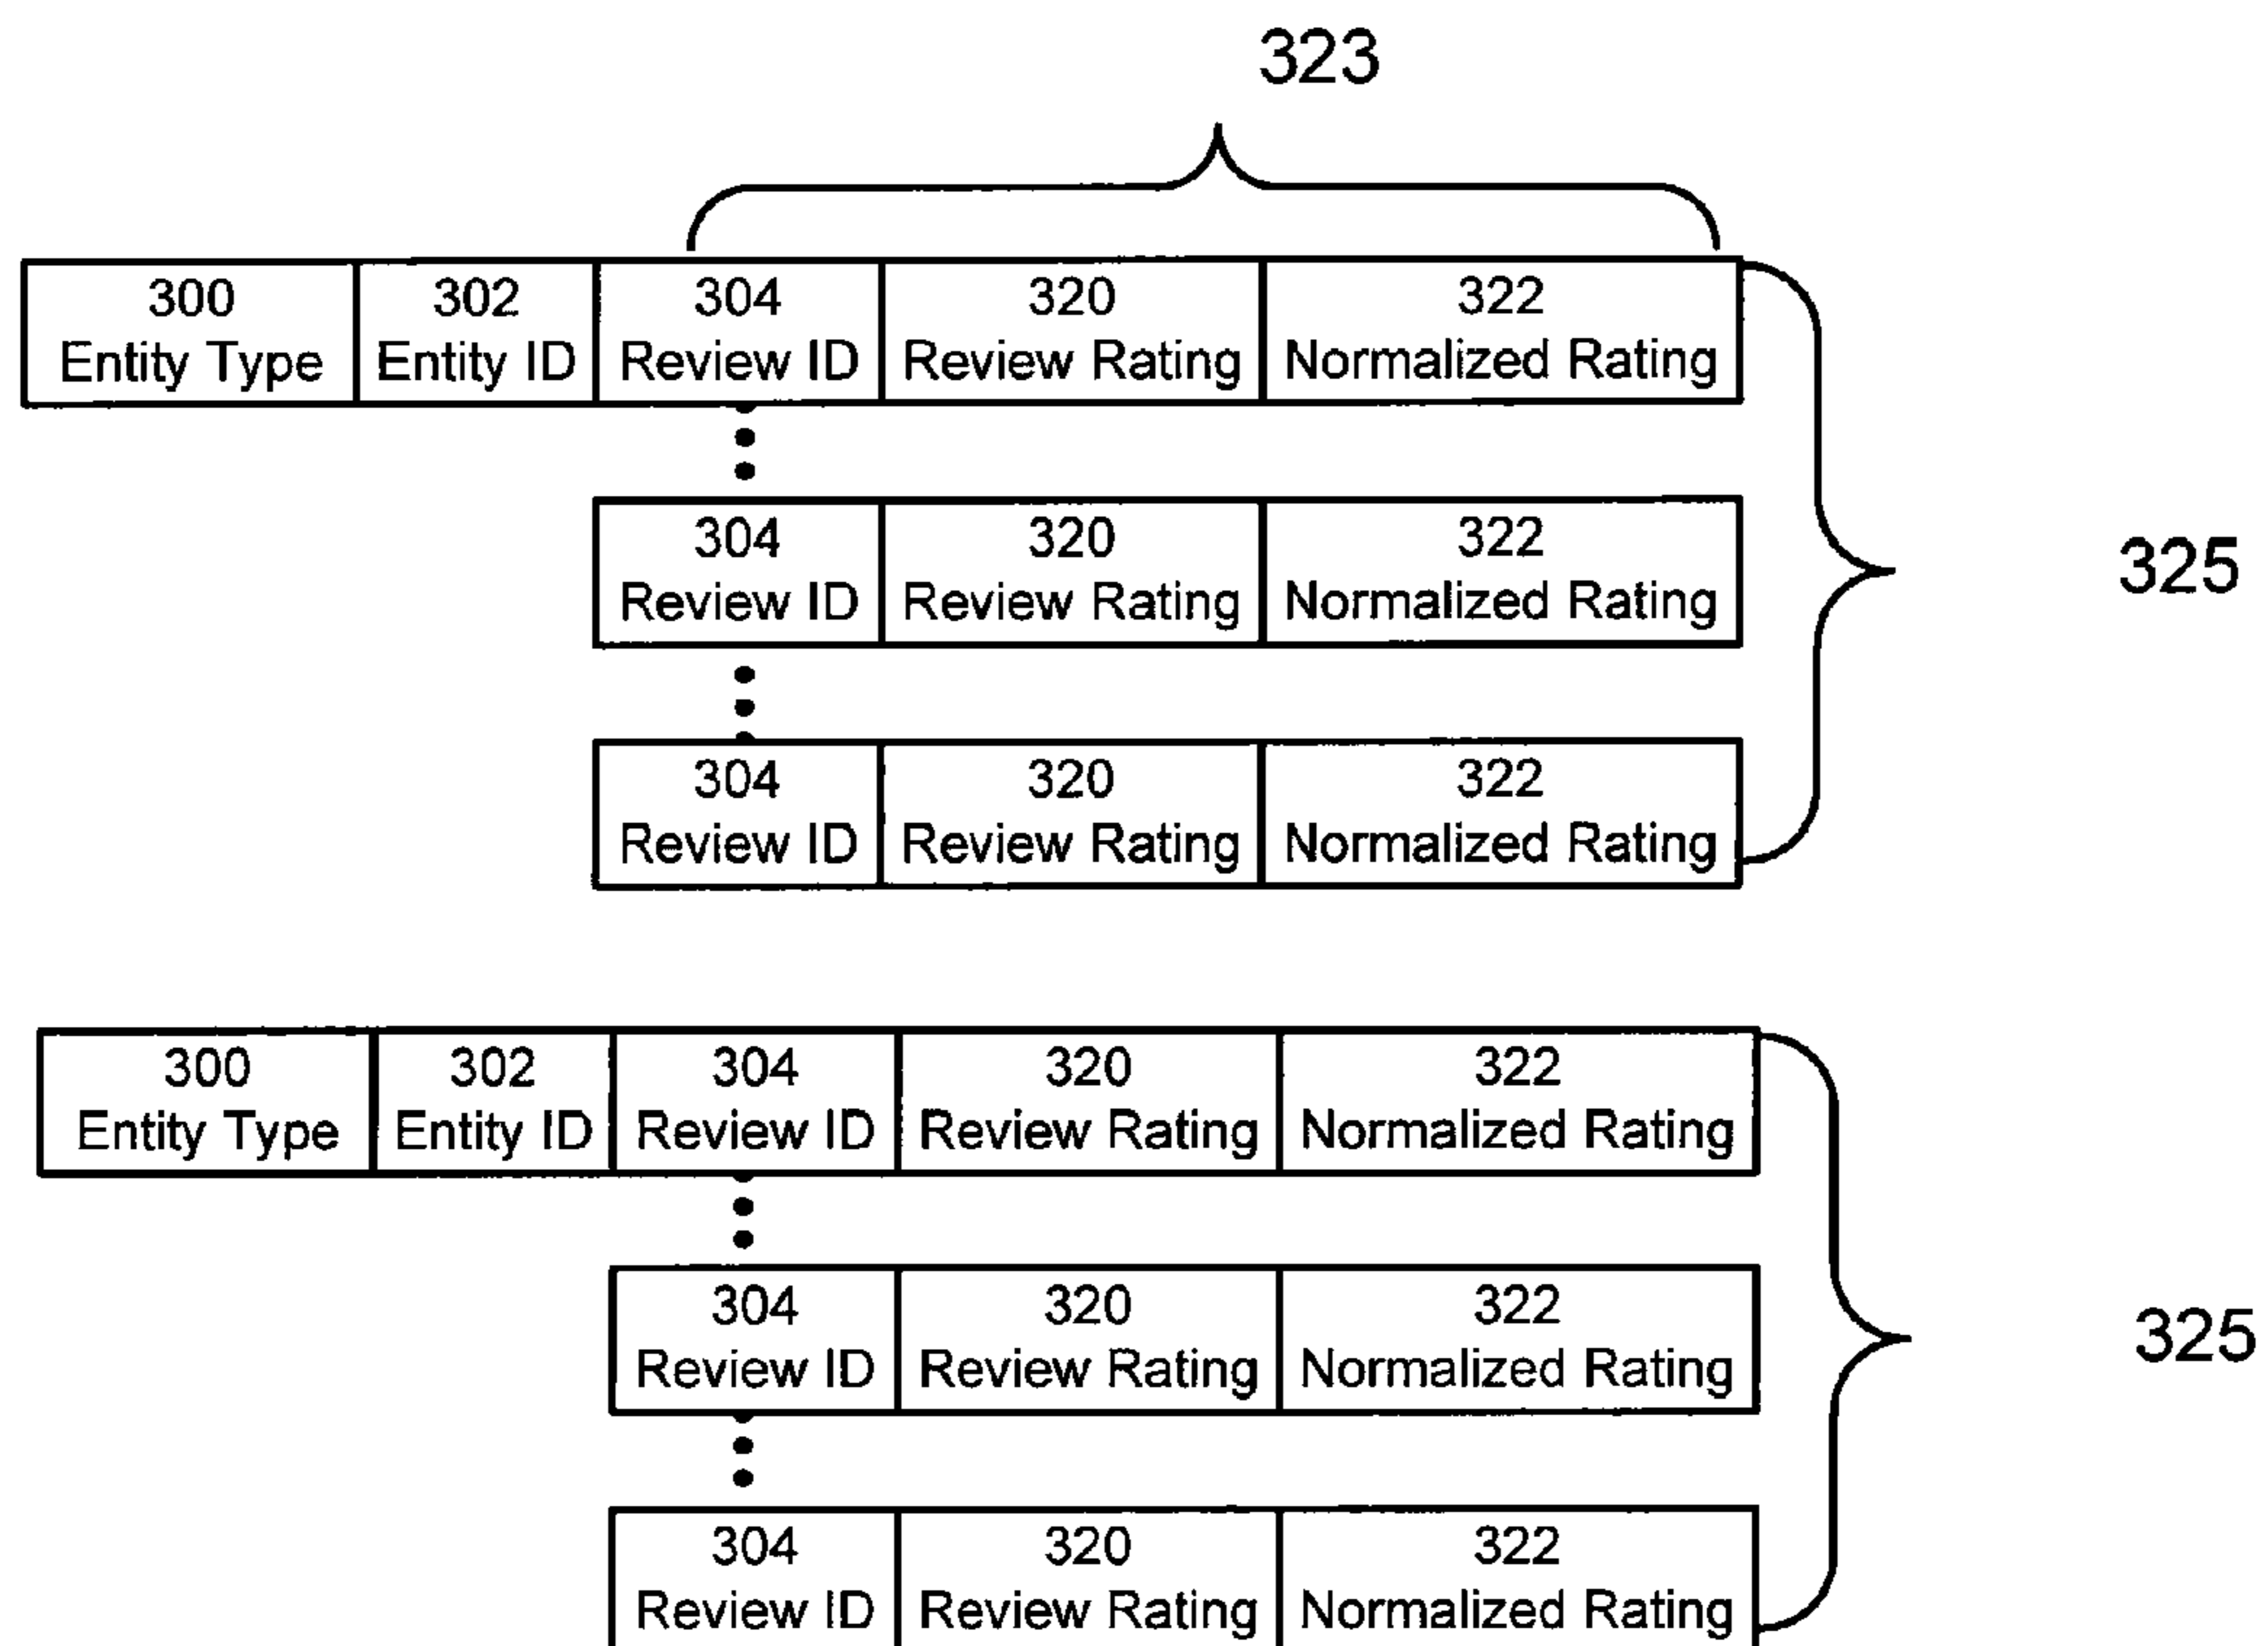 323
300 302 304 320 322
Entity Type Entity ID Review ID Review Rating Normalized Rating
304 320 322
325
Review ID Review Rating Normalized Rating
304 320 322
Review ID Review Rating Normalized Rating
300 302 304 320 322
Entity Type Entity ID Review ID Review Rating Normalized Rating
304 320 322
325
Review ID Review Rating Normalized Rating
304 320 322
Review ID Review Rating Normalized Rating